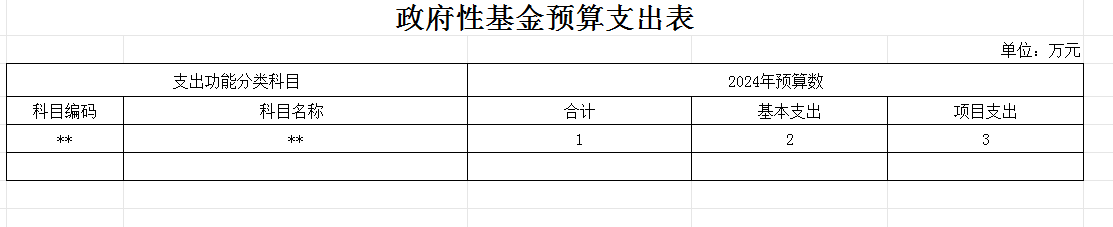 政府性基金预算支出表
单位：万元
支出功能分类科目 2024年预算数
科目编码 科目名称 合计 基本支出 项目支出
** ** 1 2 3